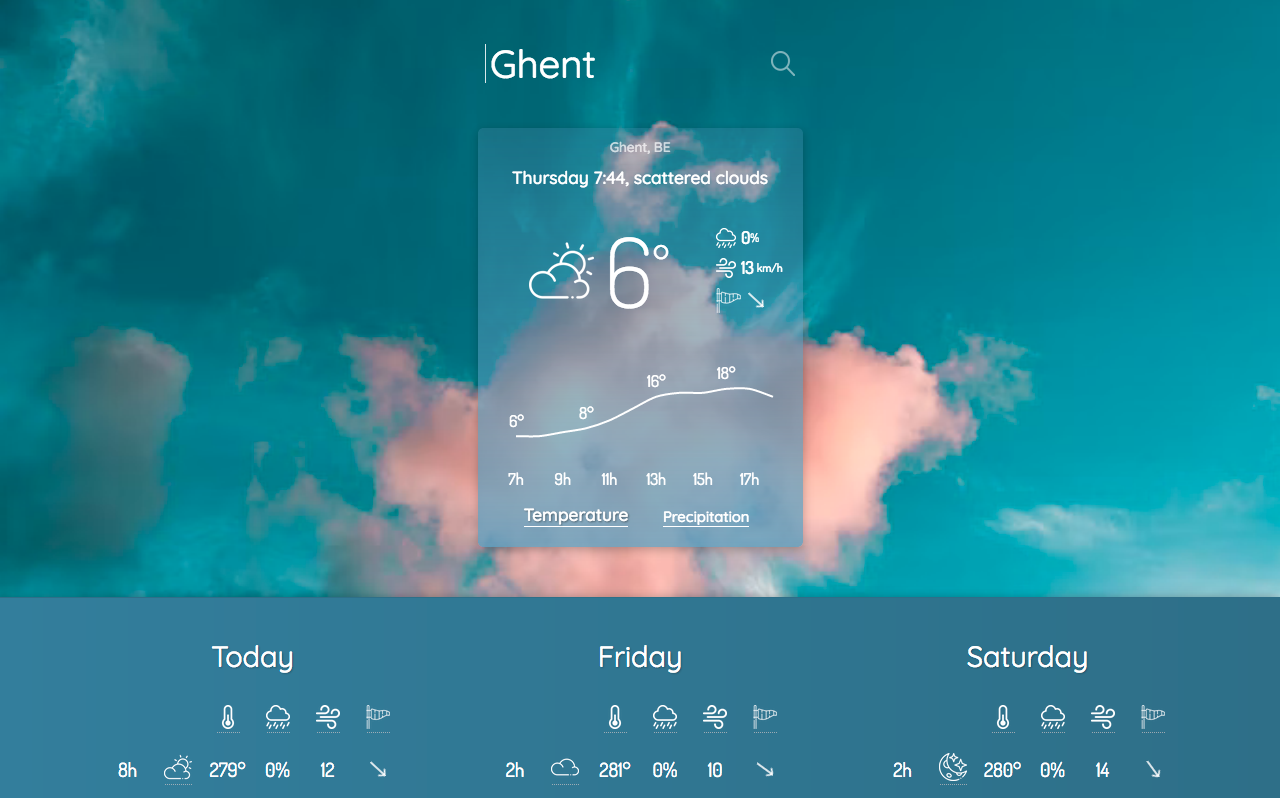 Ghent
Ghent, BE
Thursday 7:44, scattered clouds
6°
0%
13 km/h
6° 8° 16° 18°
7h 9h 11h 13h 15h 17h
Temperature Precipitation
Today Friday Saturday
8h 279° 0% 12 2h 281° 0% 10 2h 280° 0% 14